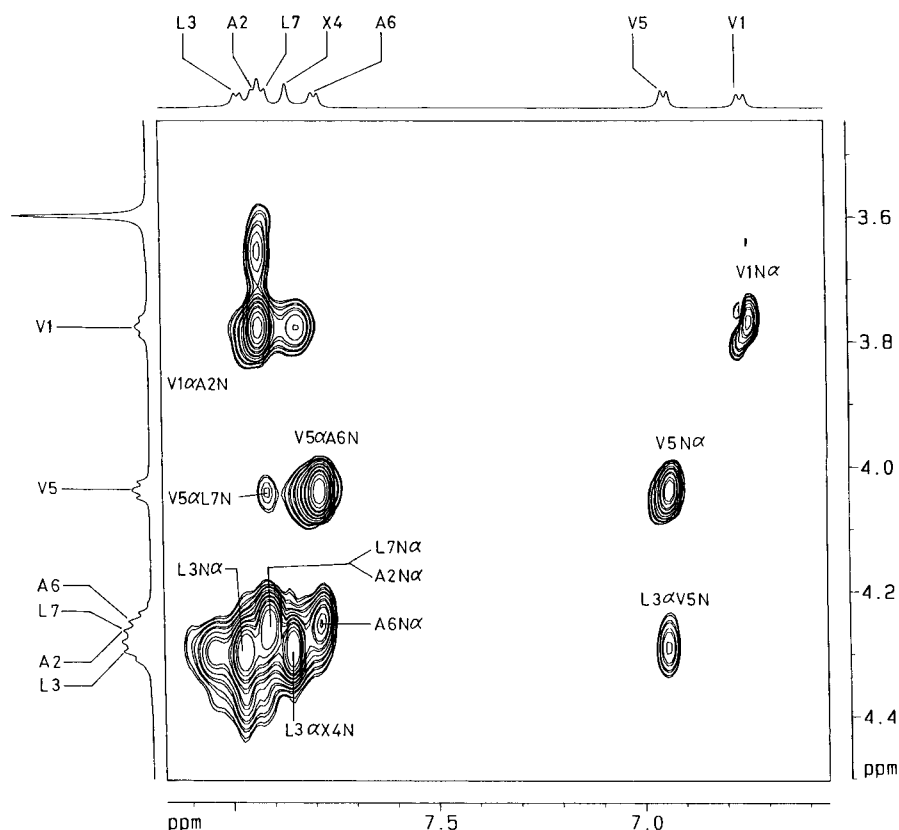 L3 A2 L7 X4 A6 V5 V1
3.6
V1Nα
V1
3.8
V1αA2N
V5αA6N
V5Nα
4.0
V5
V5αL7N
L7Nα
L3Nα
A2Nα
A6
4.2
L3αV5N
L7
A6Nα
A2
L3
4.4
L3αX4N
ppm
ppm 7.5 7.0